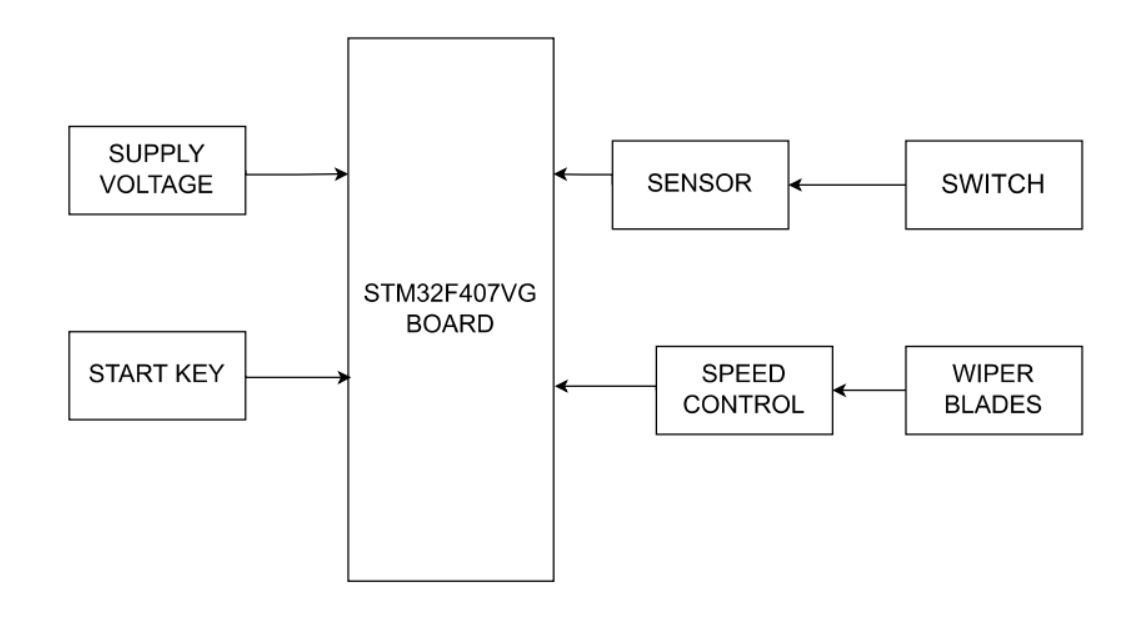 SUPPLY
VOLTAGE
START KEY
STM32F407VG
BOARD
SENSOR
SWITCH
SPEED
CONTROL
WIPER
BLADES